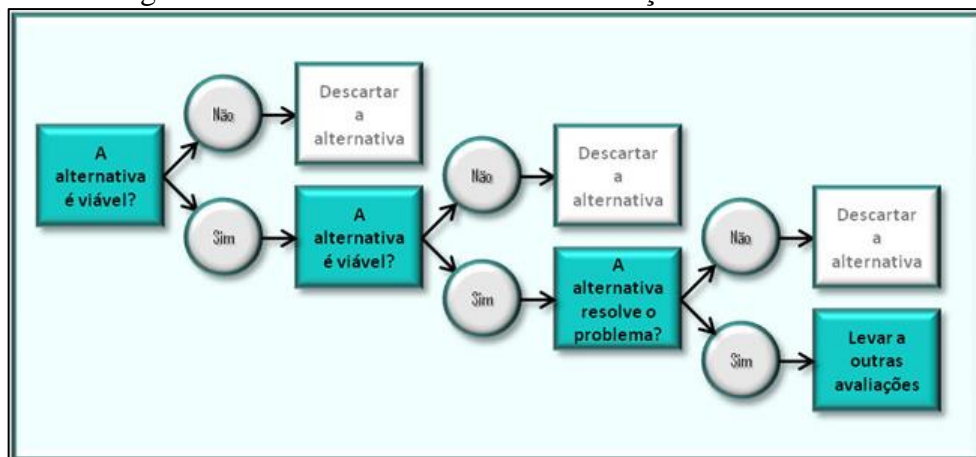 Não
Descartar
a
alternativa
A
alternativa
é viável?
Sim
A
alternativa
é viável?
Não
Descartar
a
alternativa
Sim
A
alternativa
resolve o
problema?
Não
Descartar
a
alternativa
Sim
Levar a
outras
avaliações